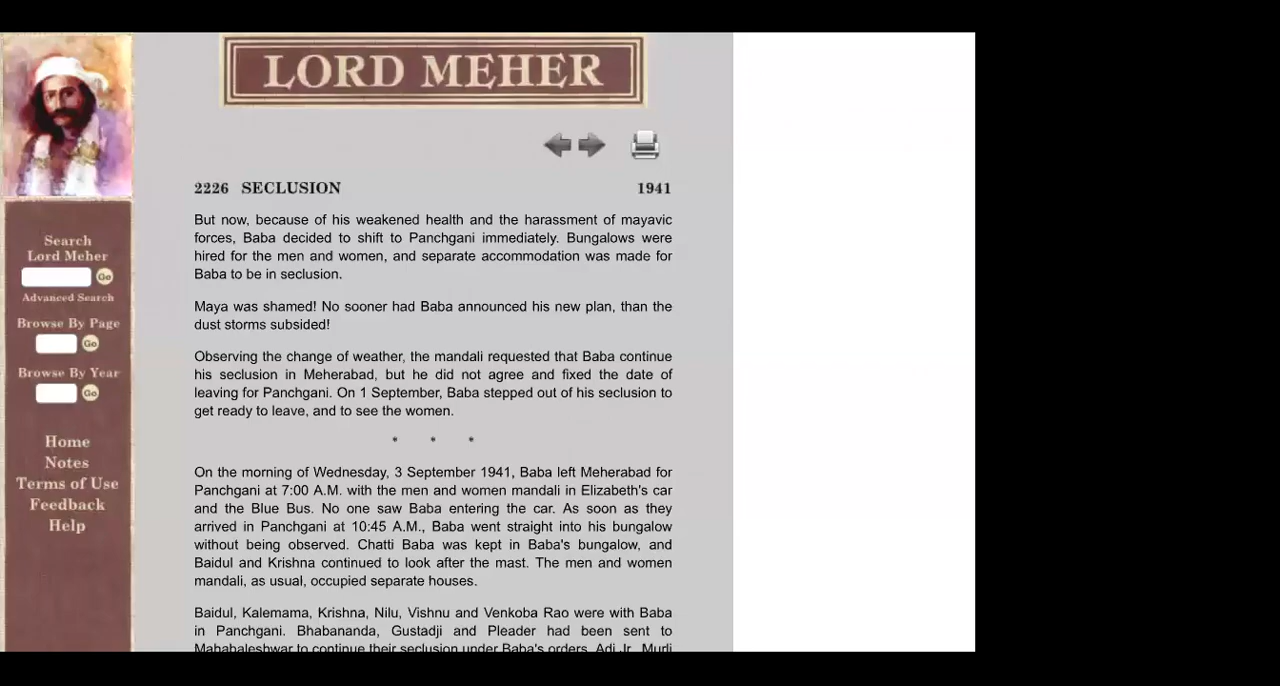 LORD MEHER
2226 SECLUSION 1941
But now, because of his weakened health and the harassment of mayavic
forces, Baba decided to shift to Panchgani immediately. Bungalows were
hired for the men and women, and separate accommodation was made for
Baba to be in seclusion.
Maya was shamed! No sooner had Baba announced his new plan, than the
dust storms subsided!
Observing the change of weather, the mandali requested that Baba continue
his seclusion in Meherabad, but he did not agree and fixed the date of
leaving for Panchgani. On 1 September, Baba stepped out of his seclusion to
get ready to leave, and to see the women.
* * *
On the morning of Wednesday, 3 September 1941, Baba left Meherabad for
Panchgani at 7:00 A.M. with the men and women mandali in Elizabeth's car
and the Blue Bus. No one saw Baba entering the car. As soon as they
arrived in Panchgani at 10:45 A.M., Baba went straight into his bungalow
without being observed. Chatti Baba was kept in Baba's bungalow, and
Baidul and Krishna continued to look after the mast. The men and women
mandali, as usual, occupied separate houses.
Baidul, Kalemama, Krishna, Nilu, Vishnu and Venkoba Rao were with Baba
in Panchgani. Bhabananda, Gustadji and Pleader had been sent to
Mahabaleshwar to continue their seclusion under Baba's orders. Adi Jr., Murli
Search
Lord Meher
Go
Advanced Search
Browse By Page
Go
Browse By Year
Go
Home
Notes
Terms of Use
Feedback
Help